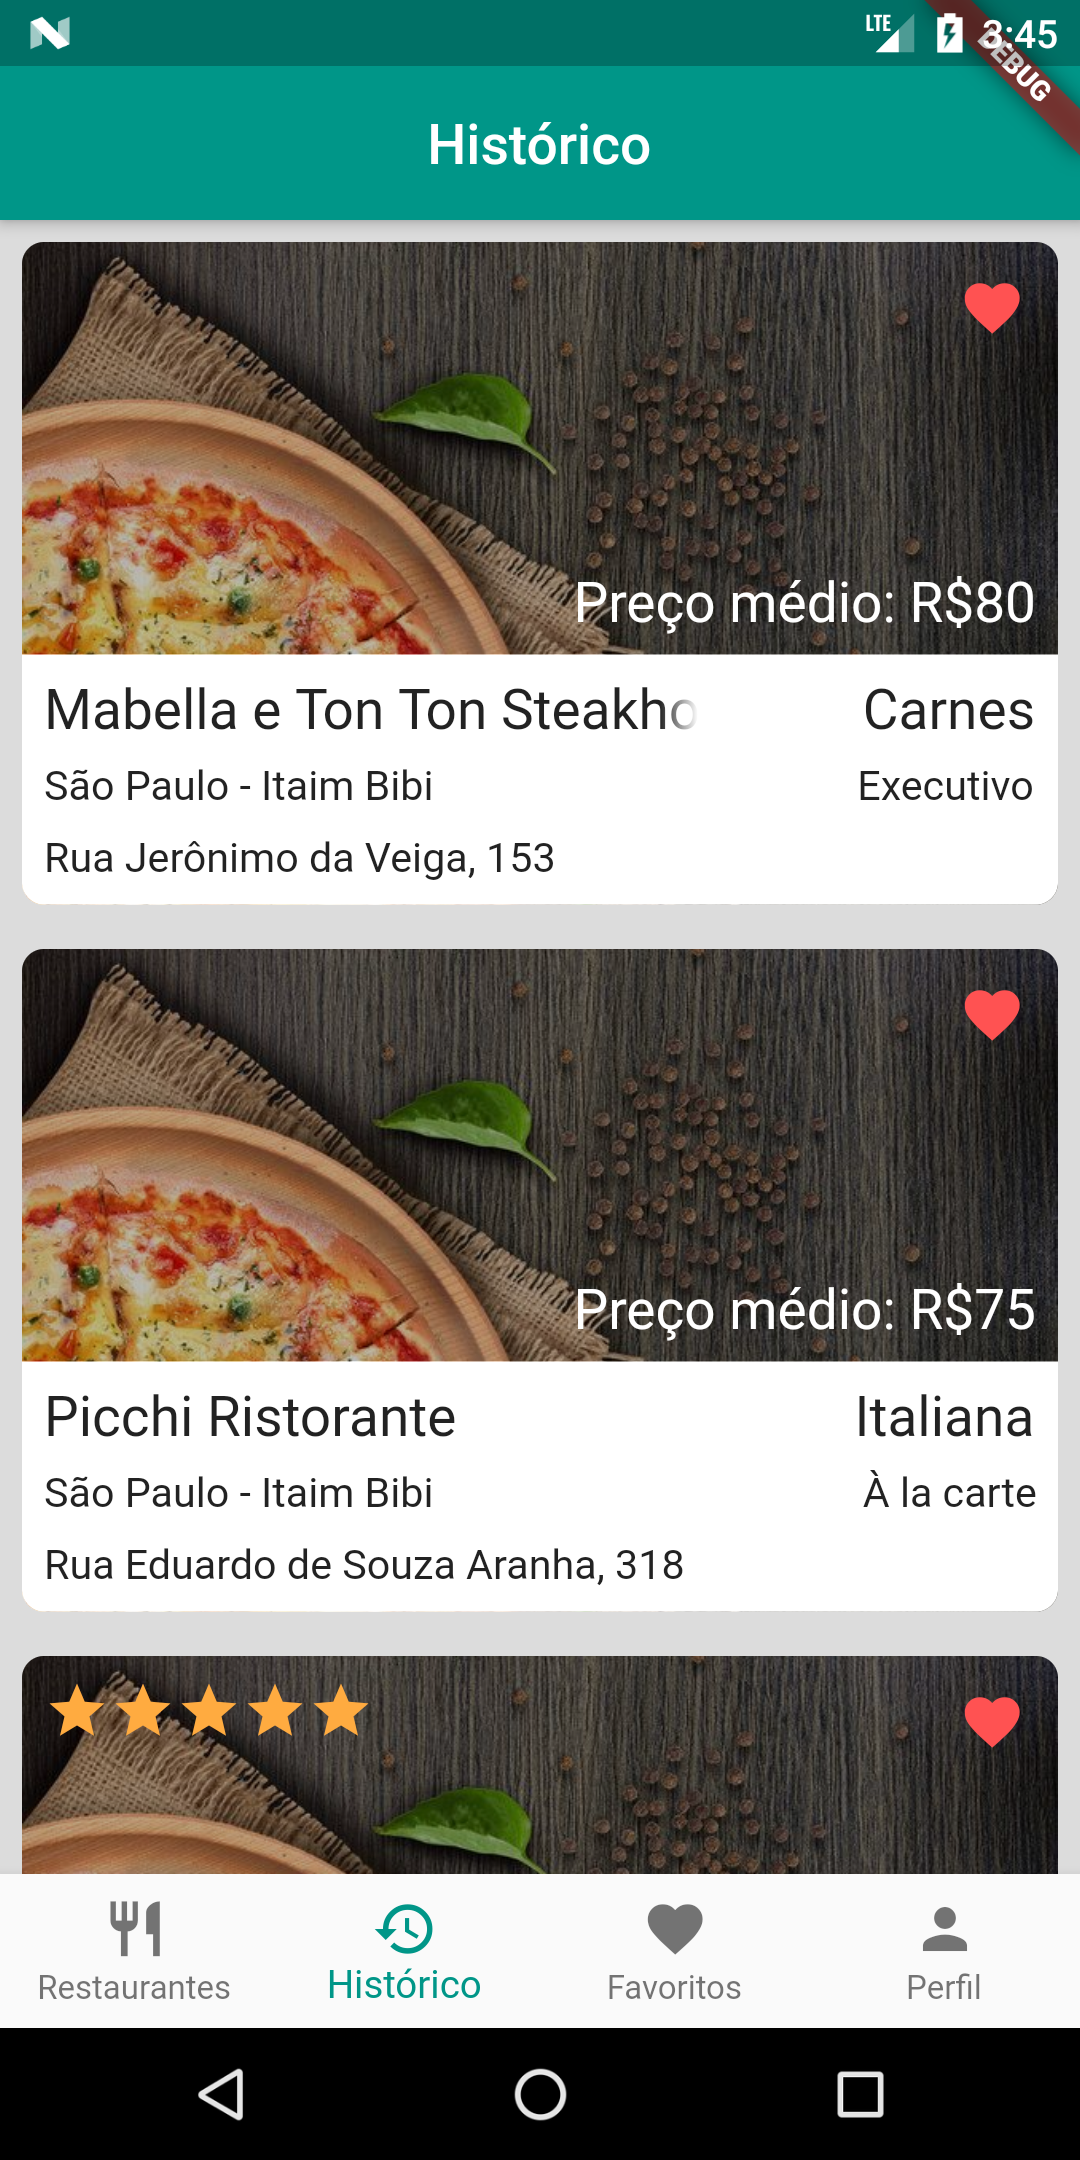 LTE 3:45
DEBUG
Histórico
Preço médio: R$80
Mabella e Ton Ton Steakho Carnes
São Paulo - Itaim Bibi Executivo
Rua Jerônimo da Veiga, 153
Preço médio: R$75
Picchi Ristorante Italiana
São Paulo - Itaim Bibi À la carte
Rua Eduardo de Souza Aranha, 318
Restaurantes Histórico Favoritos Perfil